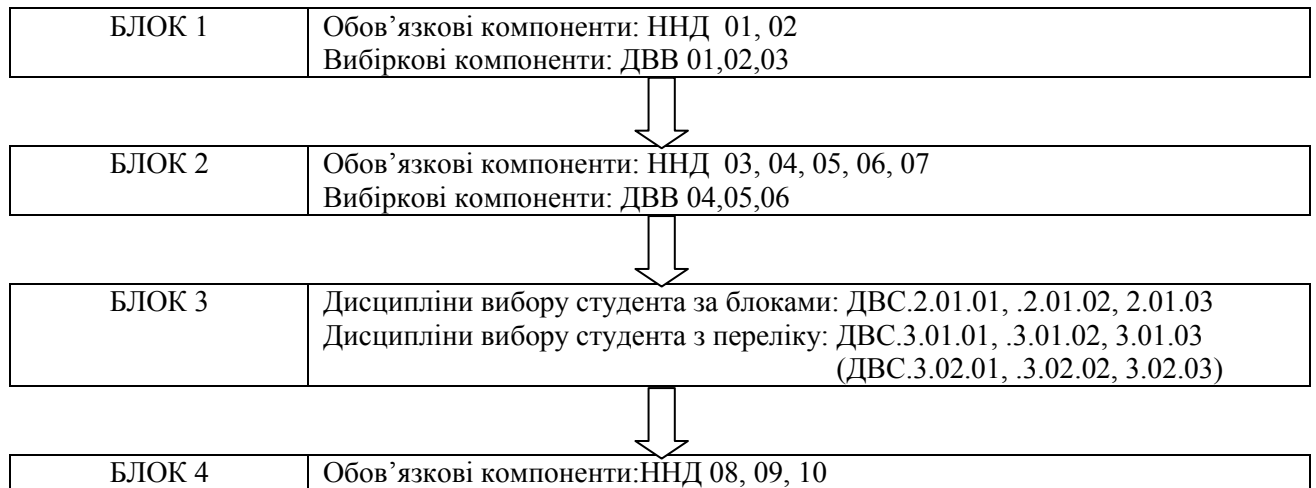 БЛОК 1
Обов’язкові компоненти: ННД 01, 02
Вибіркові компоненти: ДВВ 01,02,03
БЛОК 2
Обов’язкові компоненти: ННД 03, 04, 05, 06, 07
Вибіркові компоненти: ДВВ 04,05,06
БЛОК 3
Дисципліни вибору студента за блоками: ДВС.2.01.01, .2.01.02, 2.01.03
Дисципліни вибору студента з переліку: ДВС.3.01.01, .3.01.02, 3.01.03
(ДВС.3.02.01, .3.02.02, 3.02.03)
БЛОК 4
Обов’язкові компоненти:ННД 08, 09, 10